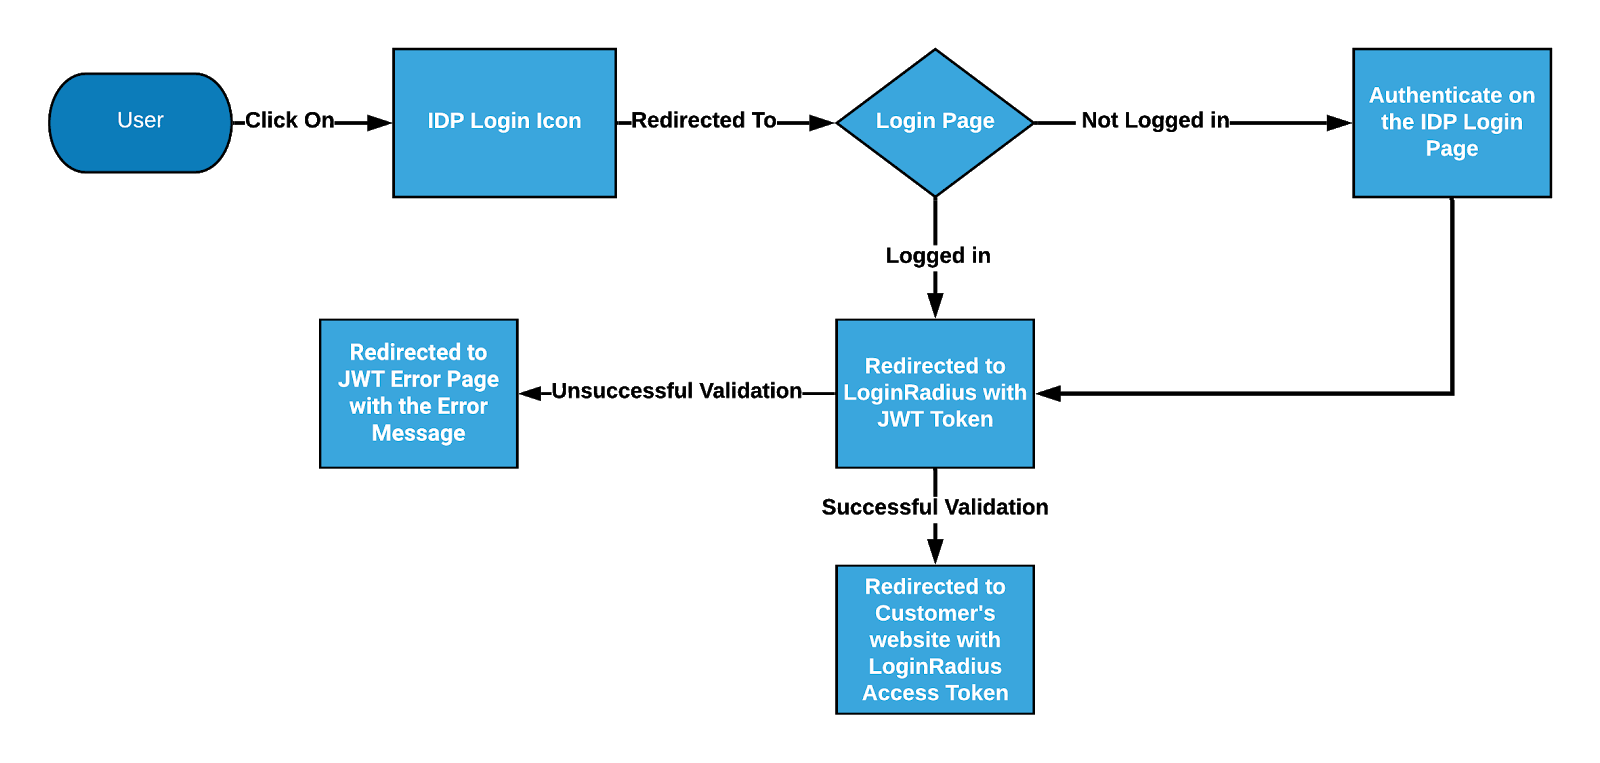 User
Click On
IDP Login Icon
Redirected To
Login Page
Not Logged in
Authenticate on
the IDP Login
Page
Logged in
Redirected to
JWT Error Page
with the Error
Message
Unsuccessful Validation
Redirected to
LoginRadius with
JWT Token
Successful Validation
Redirected to
Customer's
website with
LoginRadius
Access Token